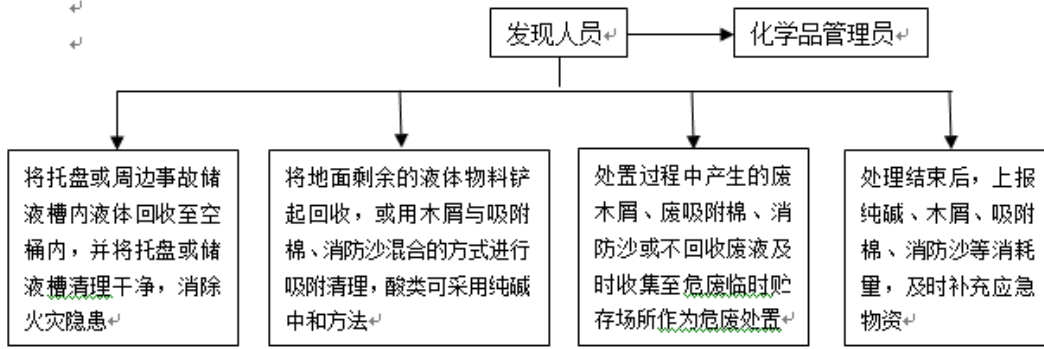 发现人员
化学品管理员
将托盘或周边事故储
液槽内液体回收至空
桶内，并将托盘或储
液槽清理干净，消除
火灾隐患
将地面剩余的液体物料铲
起回收，或用木屑与吸附
棉、消防沙混合的方式进行
吸附清理，酸类可采用纯碱
中和方法
处置过程中产生的废
木屑、废吸附棉、消
防沙或不回收废液及
时收集至危废临时贮
存场所作为危废处置
处理结束后，上报
纯碱、木屑、吸附
棉、消防沙等消耗
量，及时补充应急
物资